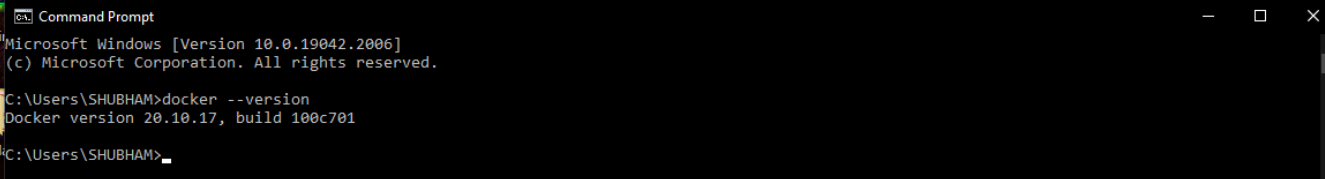 Command Prompt
Microsoft Windows [Version 10.0.19042.2006]
(c) Microsoft Corporation. All rights reserved.
C:\Users\SHUBHAM>docker --version
Docker version 20.10.17, build 100c701
C:\Users\SHUBHAM>